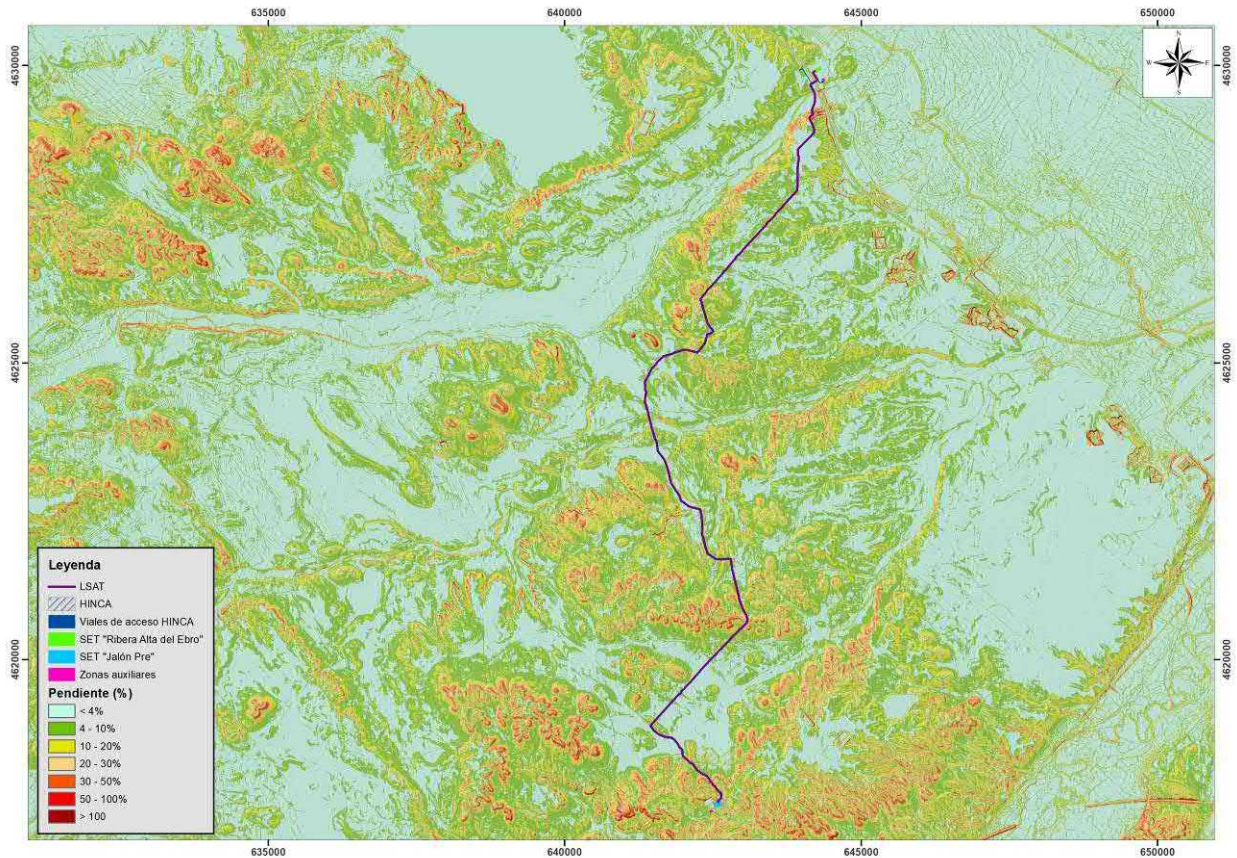 635000
640000
645000
650000
4630000
4630000
N
W
E
S
4625000
4625000
4620000
4620000
Leyenda
LSAT
HINCA
Viales de acceso HINCA
SET "Ribera Alta del Ebro"
SET "Jalón Pre"
Zonas auxiliares
Pendiente (%)
< 4%
4 - 10%
10 - 20%
20 - 30%
30 - 50%
50 - 100%
> 100
635000
640000
645000
650000